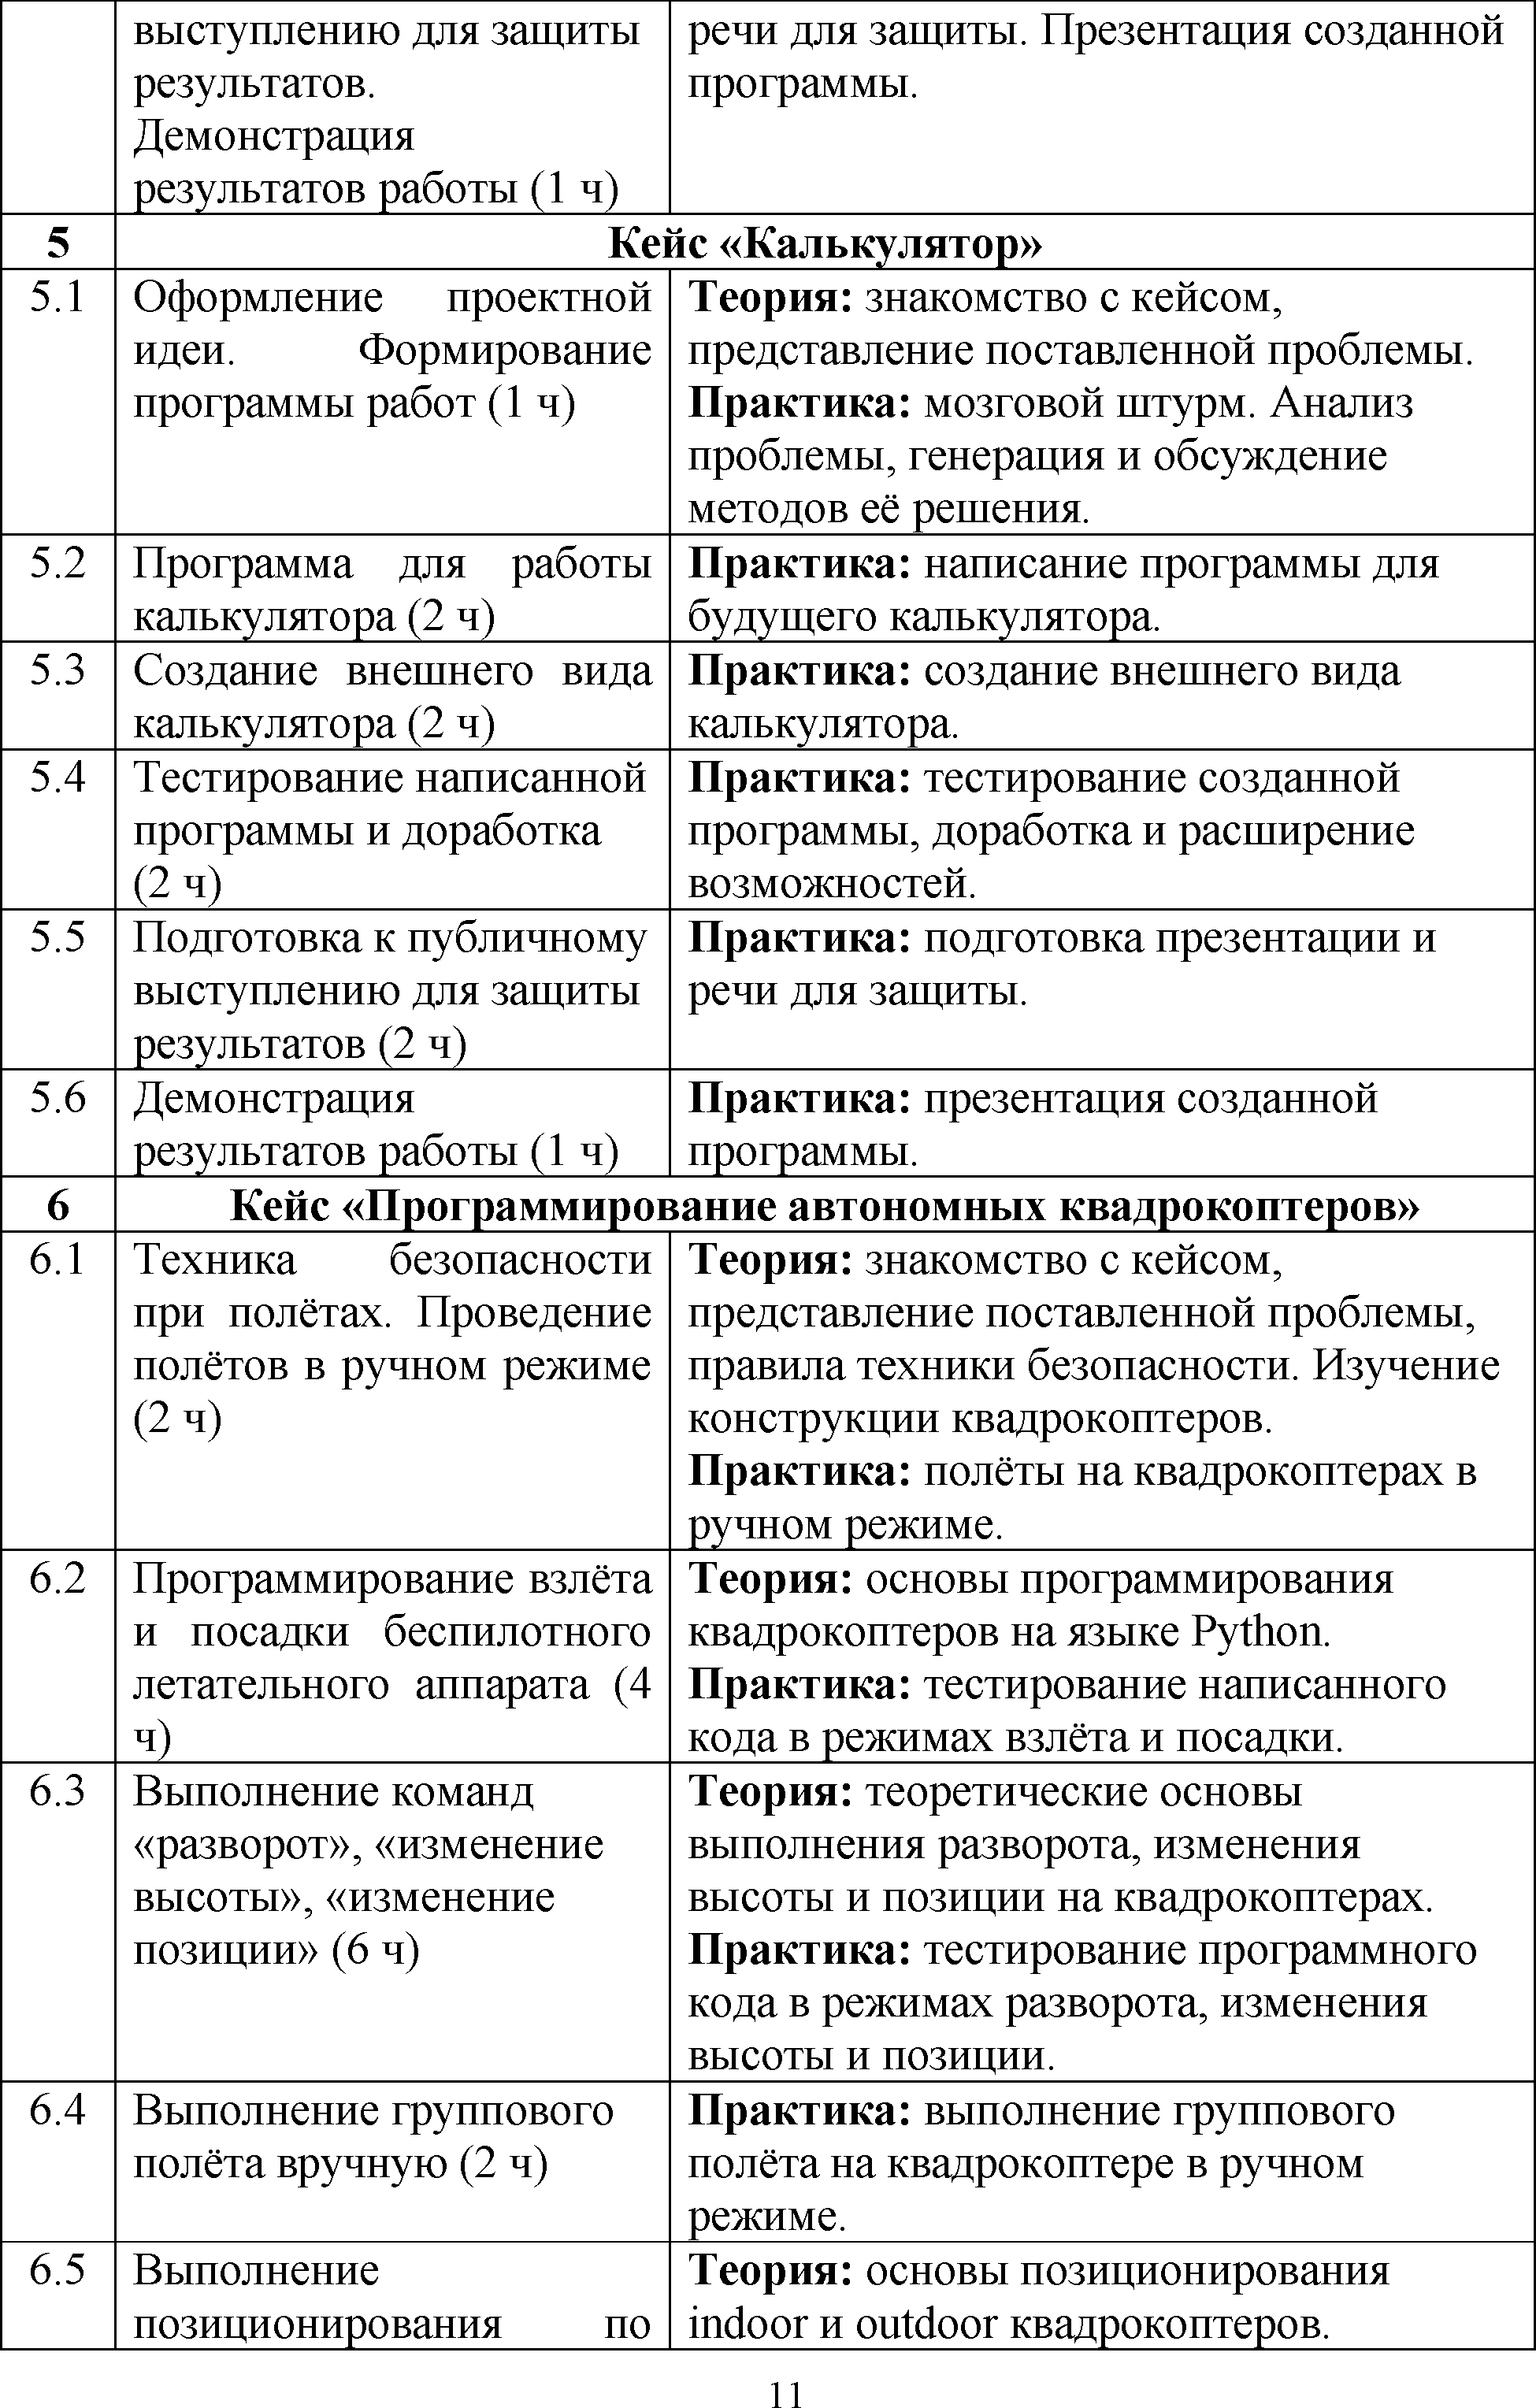 выступлению для защиты
результатов.
Демонстрация
результатов работы (1 ч)
речи для защиты. Презентация созданной
программы.
5
Кейс «Калькулятор»
5.1
Оформление проектной
идеи. Формирование
программы работ (1 ч)
Теория: знакомство с кейсом,
представление поставленной проблемы.
Практика: мозговой штурм. Анализ
проблемы, генерация и обсуждение
методов её решения.
5.2
Программа для работы
калькулятора (2 ч)
Практика: написание программы для
будущего калькулятора.
5.3
Создание внешнего вида
калькулятора (2 ч)
Практика: создание внешнего вида
калькулятора.
5.4
Тестирование написанной
программы и доработка
(2 ч)
Практика: тестирование созданной
программы, доработка и расширение
возможностей.
5.5
Подготовка к публичному
выступлению для защиты
результатов (2 ч)
Практика: подготовка презентации и
речи для защиты.
5.6
Демонстрация
результатов работы (1 ч)
Практика: презентация созданной
программы.
6
Кейс «Программирование автономных квадрокоптеров»
6.1
Техника безопасности
при полётах. Проведение
полётов в ручном режиме
(2 ч)
Теория: знакомство с кейсом,
представление поставленной проблемы,
правила техники безопасности. Изучение
конструкции квадрокоптеров.
Практика: полёты на квадрокоптерах в
ручном режиме.
6.2
Программирование взлёта
и посадки беспилотного
летательного аппарата (4
ч)
Теория: основы программирования
квадрокоптеров на языке Python.
Практика: тестирование написанного
кода в режимах взлёта и посадки.
6.3
Выполнение команд
«разворот», «изменение
высоты», «изменение
позиции» (6 ч)
Теория: теоретические основы
выполнения разворота, изменения
высоты и позиции на квадрокоптерах.
Практика: тестирование программного
кода в режимах разворота, изменения
высоты и позиции.
6.4
Выполнение группового
полёта вручную (2 ч)
Практика: выполнение группового
полёта на квадрокоптере в ручном
режиме.
6.5
Выполнение
позиционирования по
Теория: основы позиционирования
indoor и outdoor квадрокоптеров.
11